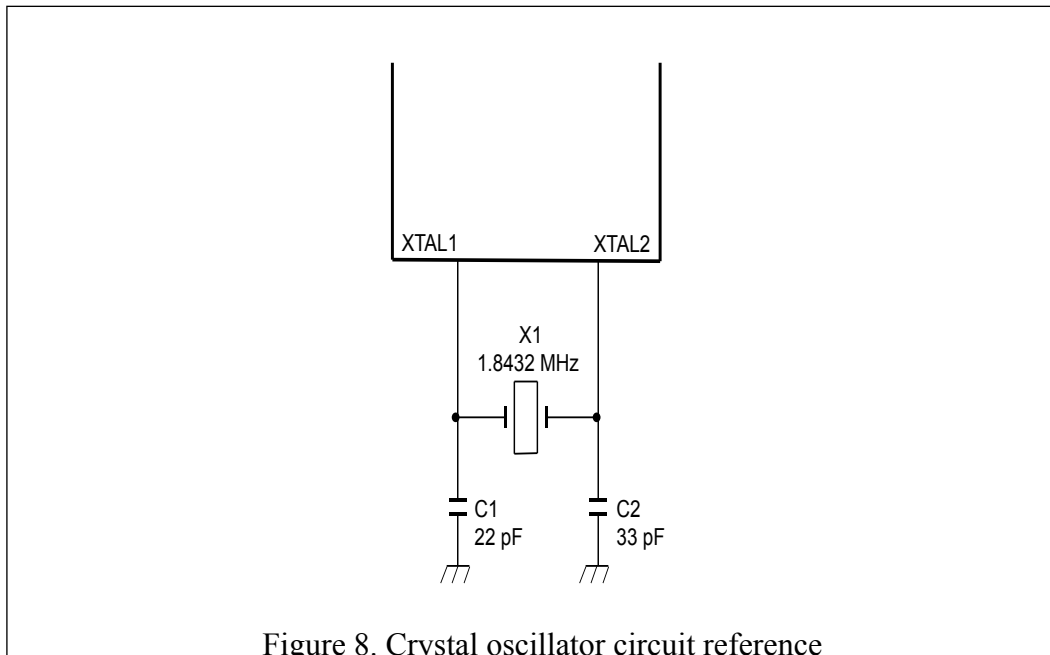 XTAL1 XTAL2
X1
1.8432 MHz
C1 C2
22 pF 33 pF
Figure 8. Crystal oscillator circuit reference